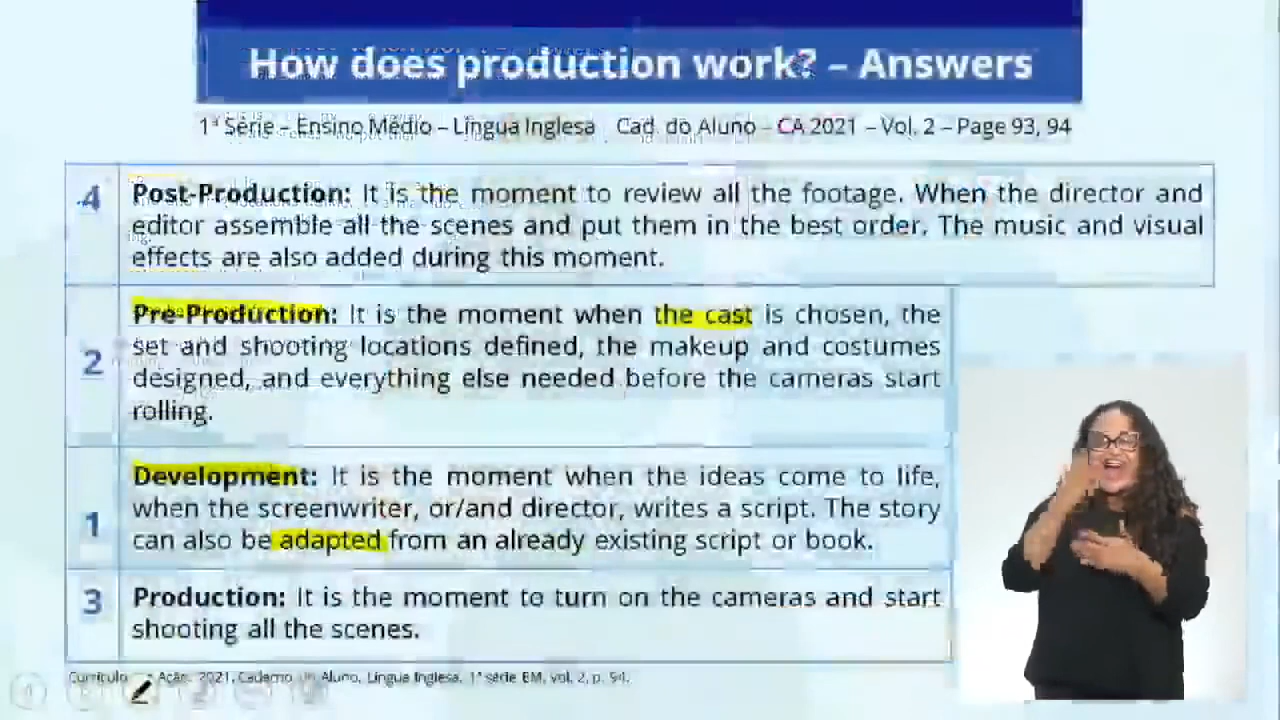 How does production work? – Answers
1ª Série – Ensino Médio – Língua Inglesa Cad. do Aluno – CA 2021 – Vol. 2 – Page 93, 94
4
Post-Production: It is the moment to review all the footage. When the director and
editor assemble all the scenes and put them in the best order. The music and visual
effects are also added during this moment.
2
Pre-Production: It is the moment when the cast is chosen, the
set and shooting locations defined, the makeup and costumes
designed, and everything else needed before the cameras start
rolling.
1
Development: It is the moment when the ideas come to life,
when the screenwriter, or/and director, writes a script. The story
can also be adapted from an already existing script or book.
3
Production: It is the moment to turn on the cameras and start
shooting all the scenes.
Currículo Ação, 2021, Caderno do Aluno, Língua Inglesa, 1ª série EM, vol. 2, p. 94.